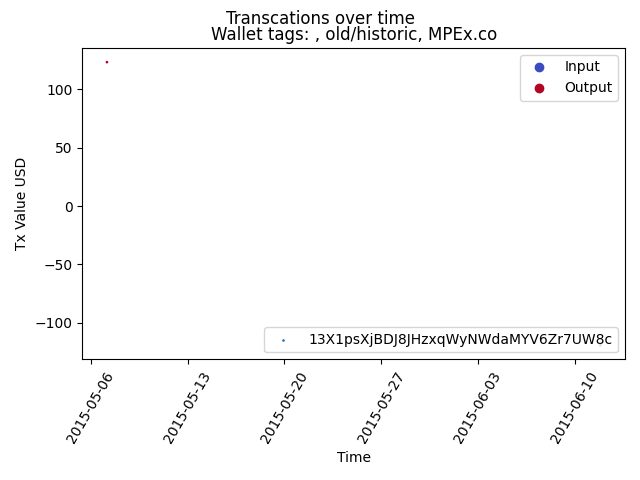 Transcations over time
Wallet tags: , old/historic, MPEx.co
Input
Output
100
50
0
−50
−100
Tx Value USD
13X1psXjBDJ8JHzxqWyNWdaMYV6Zr7UW8c
2015-05-06
2015-05-13
2015-05-20
2015-05-27
2015-06-03
2015-06-10
Time